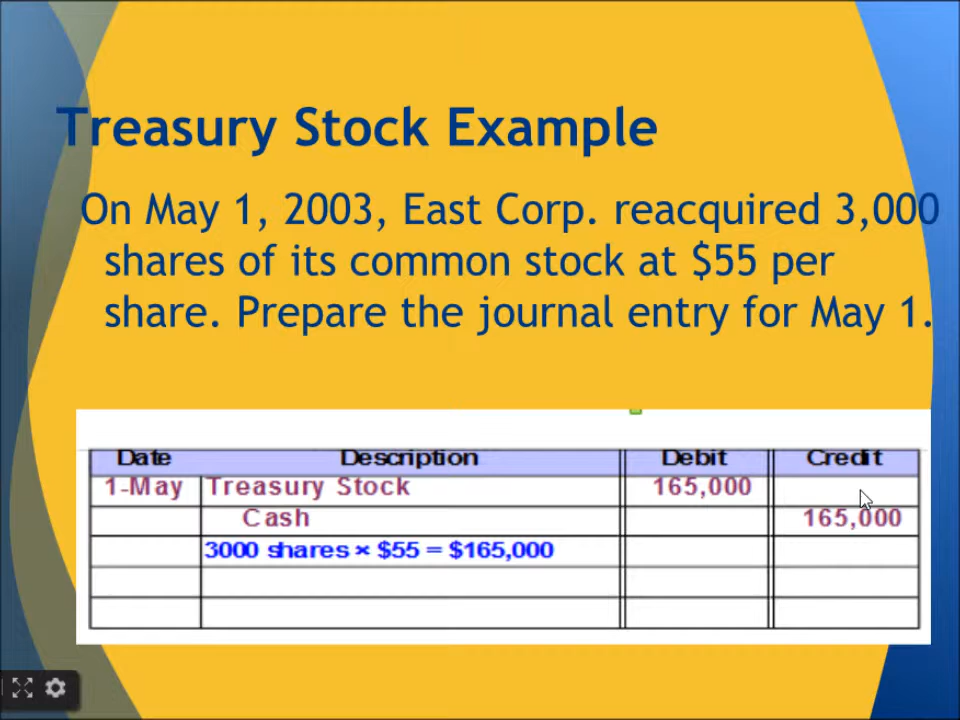 Treasury Stock Example
On May 1, 2003, East Corp. reacquired 3,000
shares of its common stock at $55 per
share. Prepare the journal entry for May 1.
Date Description Debit Credit
1-May Treasury Stock 165,000
Cash 165,000
3000 shares × $55 = $165,000